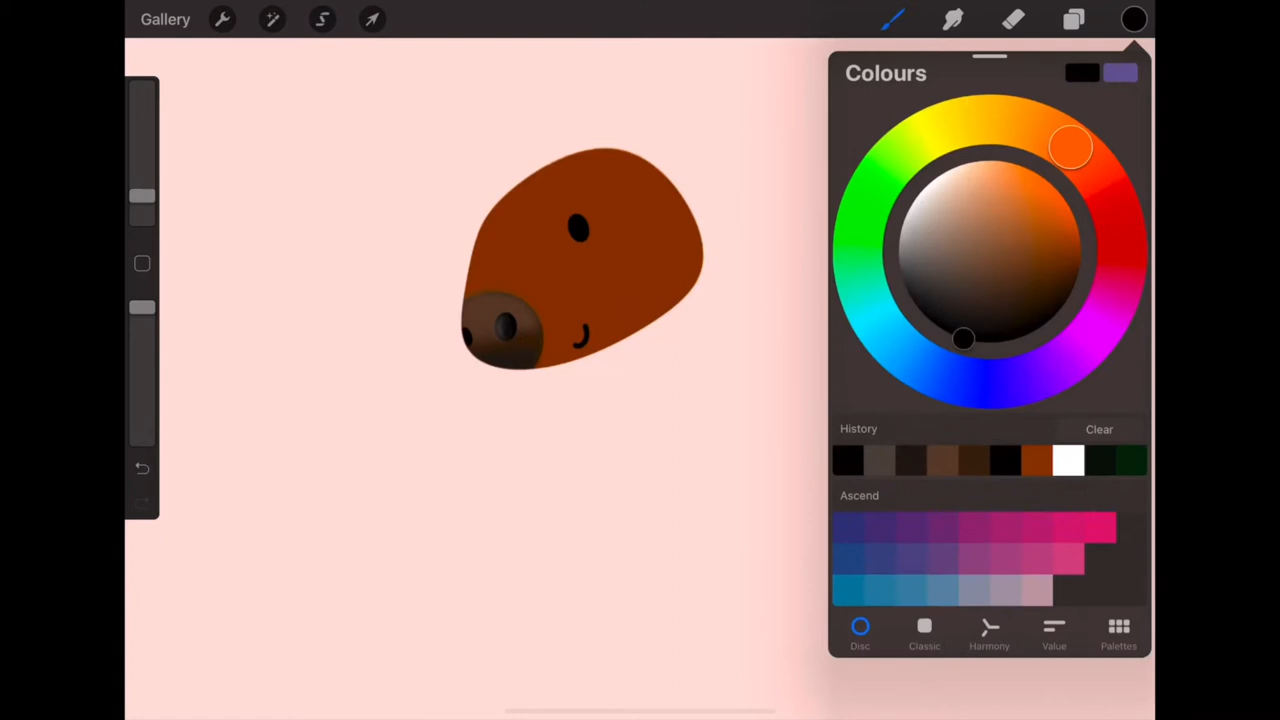 Gallery
Colours
History
Clear
Ascend
Disc
Classic
Harmony
Value
Palettes